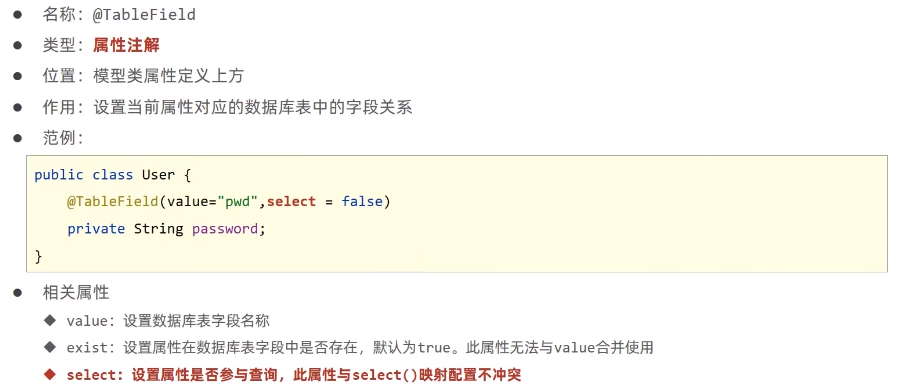 ● 名称：@TableField
● 类型：属性注解
● 位置：模型类属性定义上方
● 作用：设置当前属性对应的数据库表中的字段关系
● 范例：
public class User {
@TableField(value="pwd",select = false)
private String password;
}
● 相关属性
◆ value：设置数据库表字段名称
◆ exist：设置属性在数据库表字段中是否存在，默认为true。此属性无法与value合并使用
◆ select：设置属性是否参与查询，此属性与select()映射配置不冲突